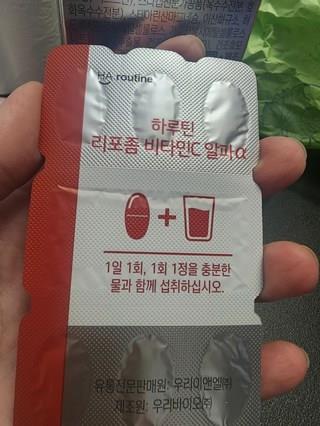 HA routine
하루틴
리포좀 비타민C 알파α
1일 1회, 1회 1정을 충분한
물과 함께 섭취하십시오.
유통전문판매원: 우리이앤엘㈜
제조원: 우리바이오㈜